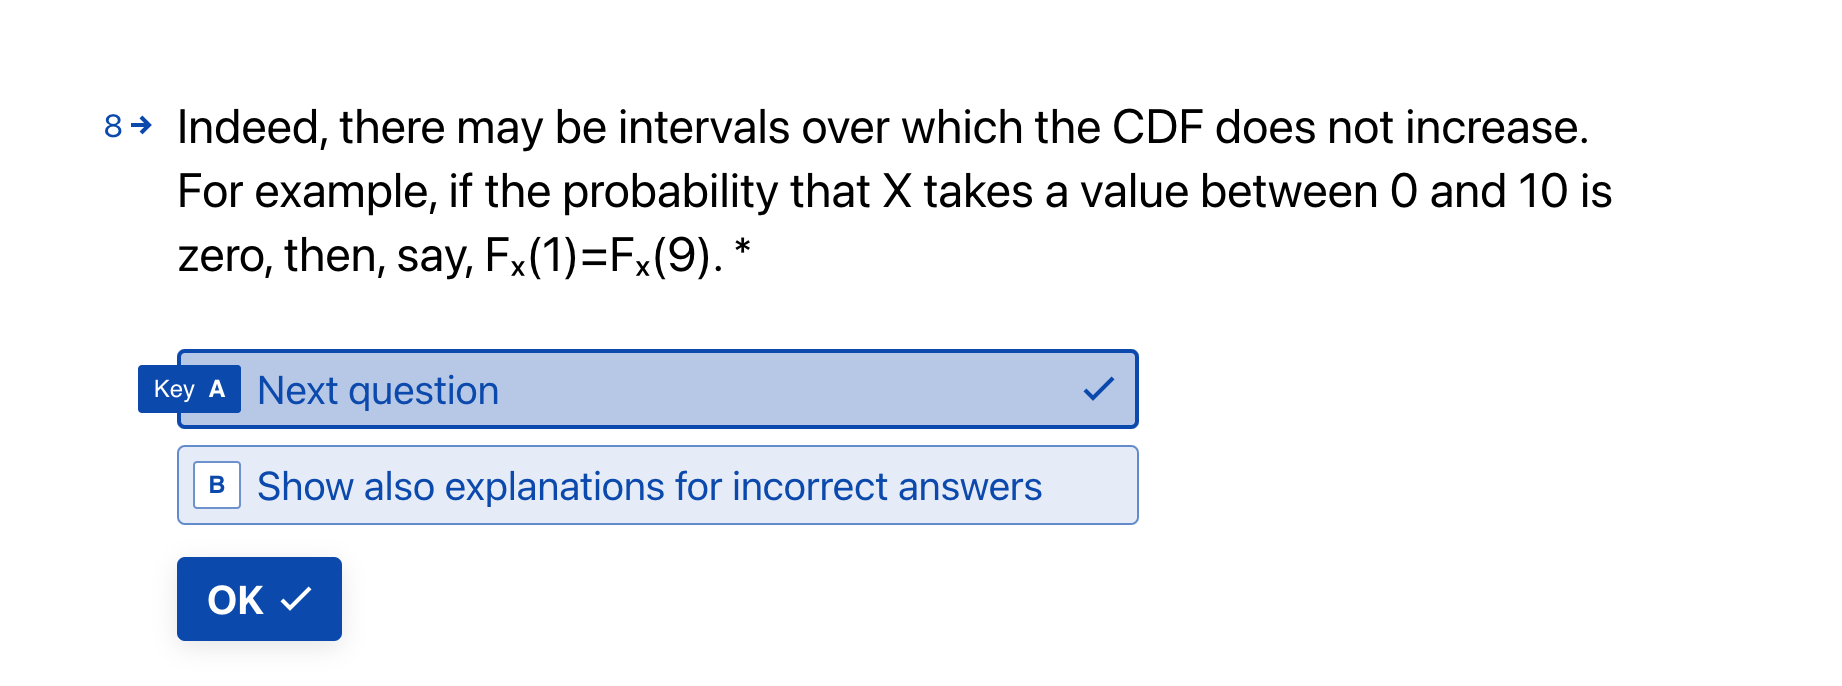 8→ Indeed, there may be intervals over which the CDF does not increase.
For example, if the probability that X takes a value between 0 and 10 is
zero, then, say, Fₓ(1)=Fₓ(9). *
Key A Next question
B Show also explanations for incorrect answers
OK